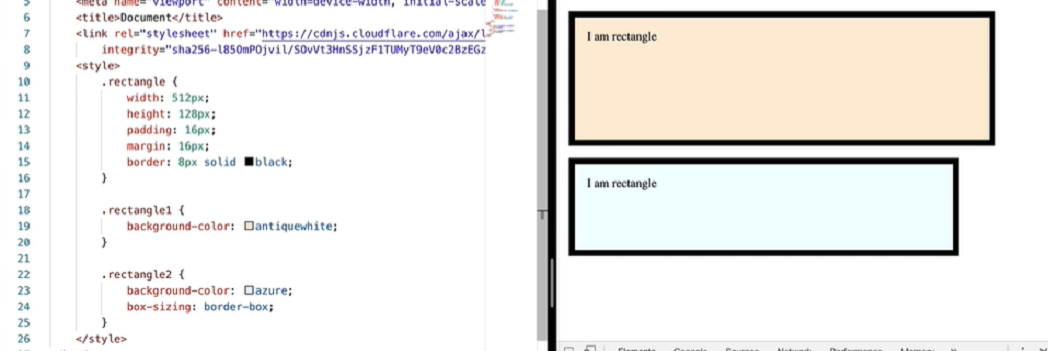 5 <meta name="viewport" content="width=device-width, initial-scale
6 <title>Document</title>
7 <link rel="stylesheet" href="https://cdnjs.cloudflare.com/ajax/l
8 integrity="sha256-l85OmPOjvil/SOvVt3HnSSjzF1TUMyT9eV0c2BzEGz
9 <style>
10 .rectangle {
11 width: 512px;
12 height: 128px;
13 padding: 16px;
14 margin: 16px;
15 border: 8px solid black;
16 }
17
18 .rectangle1 {
19 background-color: antiquewhite;
20 }
21
22 .rectangle2 {
23 background-color: azure;
24 box-sizing: border-box;
25 }
26 </style>
I am rectangle
I am rectangle
Elements Console Sources Network Performance Memory »